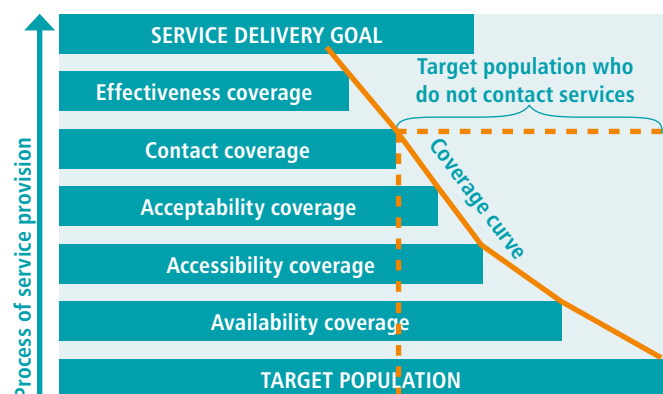 SERVICE DELIVERY GOAL
Target population who
do not contact services
Effectiveness coverage
Contact coverage
Coverage curve
Acceptability coverage
Accessibility coverage
Availability coverage
TARGET POPULATION
Process of service provision